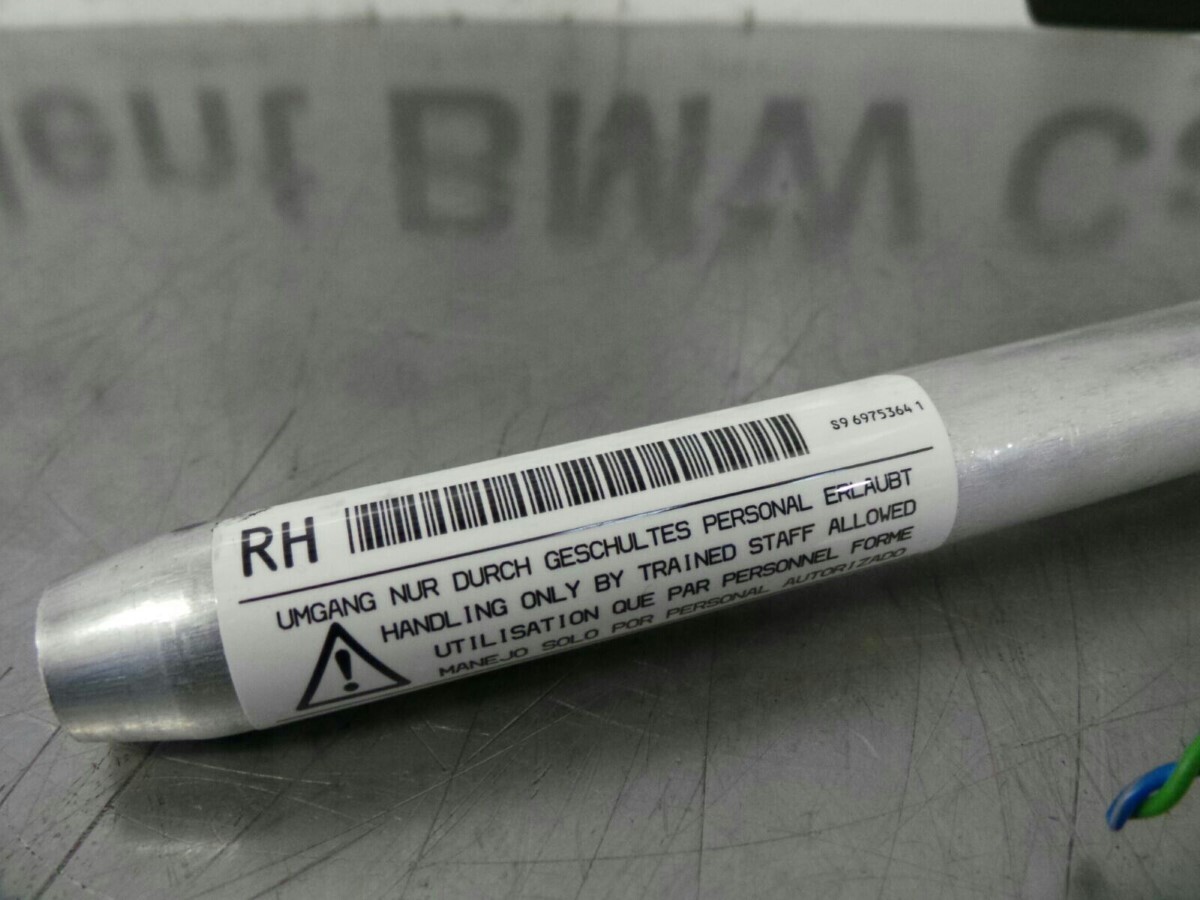 S9 6975364 1
RH
UMGANG NUR DURCH GESCHULTES PERSONAL ERLAUBT
HANDLING ONLY BY TRAINED STAFF ALLOWED
UTILISATION QUE PAR PERSONNEL FORME
MANEJO SOLO POR PERSONAL AUTORIZADO
BMW